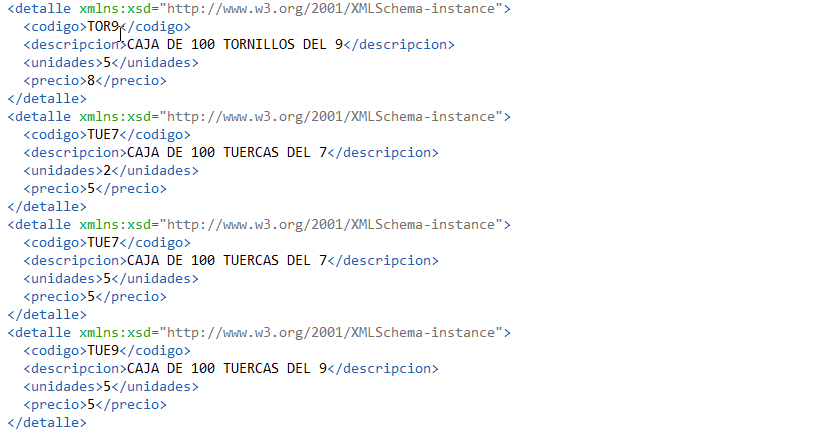 <detalle xmlns:xsd="http://www.w3.org/2001/XMLSchema-instance">
  <codigo>TOR9</codigo>
  <descripcion>CAJA DE 100 TORNILLOS DEL 9</descripcion>
  <unidades>5</unidades>
  <precio>8</precio>
</detalle>
<detalle xmlns:xsd="http://www.w3.org/2001/XMLSchema-instance">
  <codigo>TUE7</codigo>
  <descripcion>CAJA DE 100 TUERCAS DEL 7</descripcion>
  <unidades>2</unidades>
  <precio>5</precio>
</detalle>
<detalle xmlns:xsd="http://www.w3.org/2001/XMLSchema-instance">
  <codigo>TUE7</codigo>
  <descripcion>CAJA DE 100 TUERCAS DEL 7</descripcion>
  <unidades>5</unidades>
  <precio>5</precio>
</detalle>
<detalle xmlns:xsd="http://www.w3.org/2001/XMLSchema-instance">
  <codigo>TUE9</codigo>
  <descripcion>CAJA DE 100 TUERCAS DEL 9</descripcion>
  <unidades>5</unidades>
  <precio>5</precio>
</detalle>